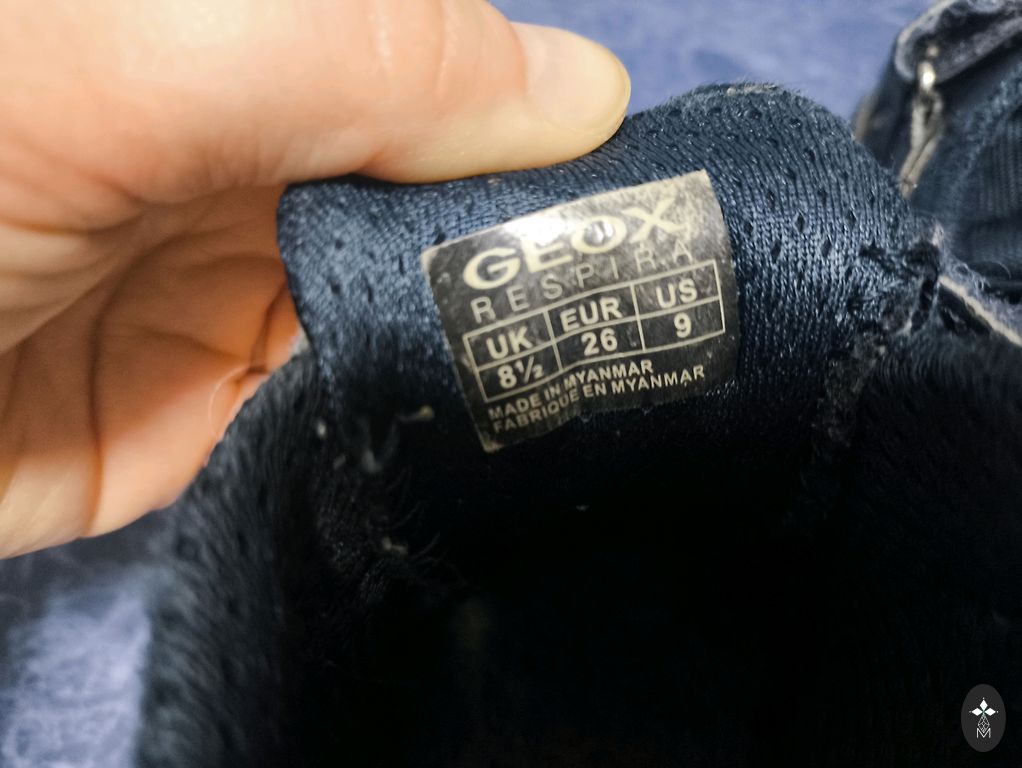 GEOX
RESPIRA
UK EUR US
8½ 26 9
MADE IN MYANMAR
FABRIQUE EN MYANMAR
M